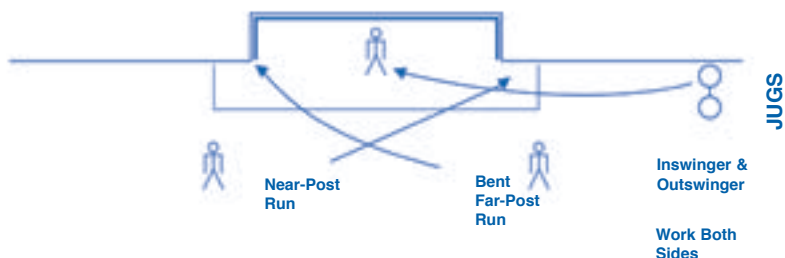 JUGS
Inswinger &
Outswinger
Near-Post
Run
Bent
Far-Post
Run
Work Both
Sides